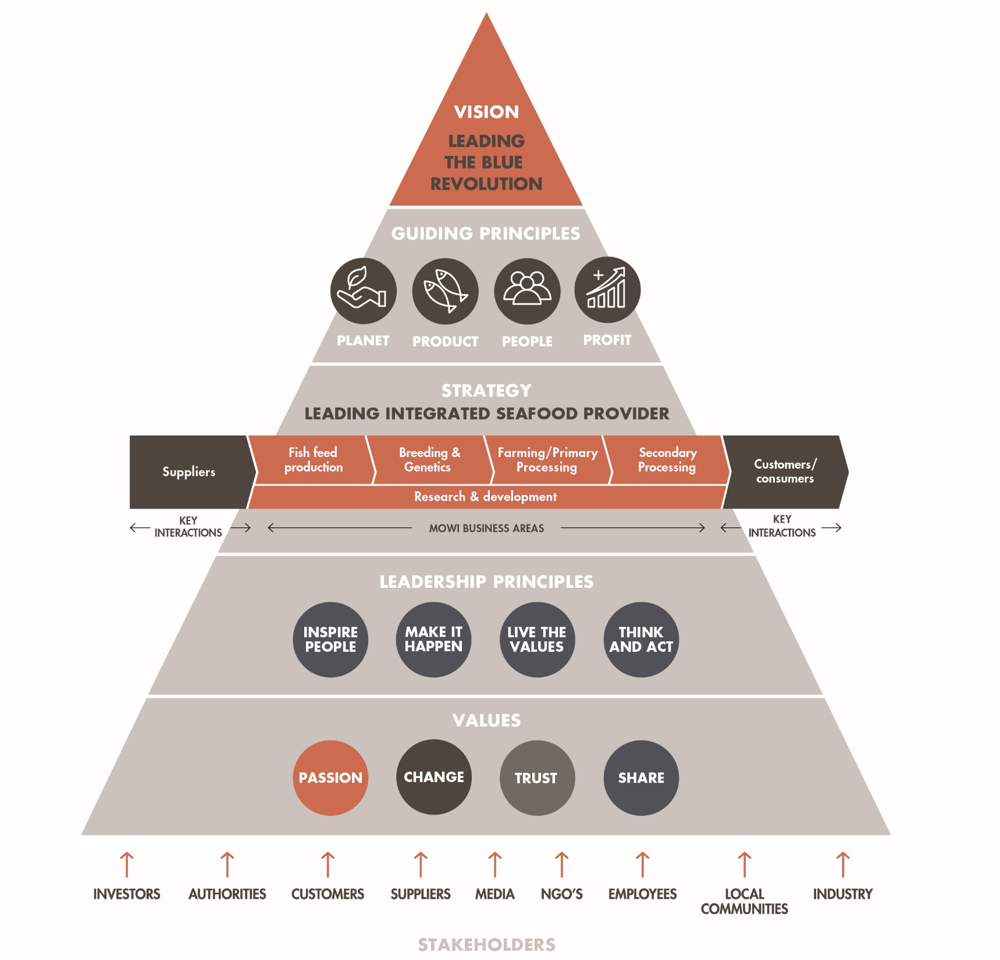 VISION
LEADING
THE BLUE
REVOLUTION
GUIDING PRINCIPLES
PLANET
PRODUCT
PEOPLE
PROFIT
STRATEGY
LEADING INTEGRATED SEAFOOD PROVIDER
Suppliers
Fish feed
production
Breeding &
Genetics
Farming/Primary
Processing
Secondary
Processing
Customers/
consumers
Research & development
KEY
INTERACTIONS
MOWI BUSINESS AREAS
KEY
INTERACTIONS
LEADERSHIP PRINCIPLES
INSPIRE
PEOPLE
MAKE IT
HAPPEN
LIVE THE
VALUES
THINK
AND ACT
VALUES
PASSION
CHANGE
TRUST
SHARE
INVESTORS
AUTHORITIES
CUSTOMERS
SUPPLIERS
MEDIA
NGO'S
EMPLOYEES
LOCAL
COMMUNITIES
INDUSTRY
STAKEHOLDERS